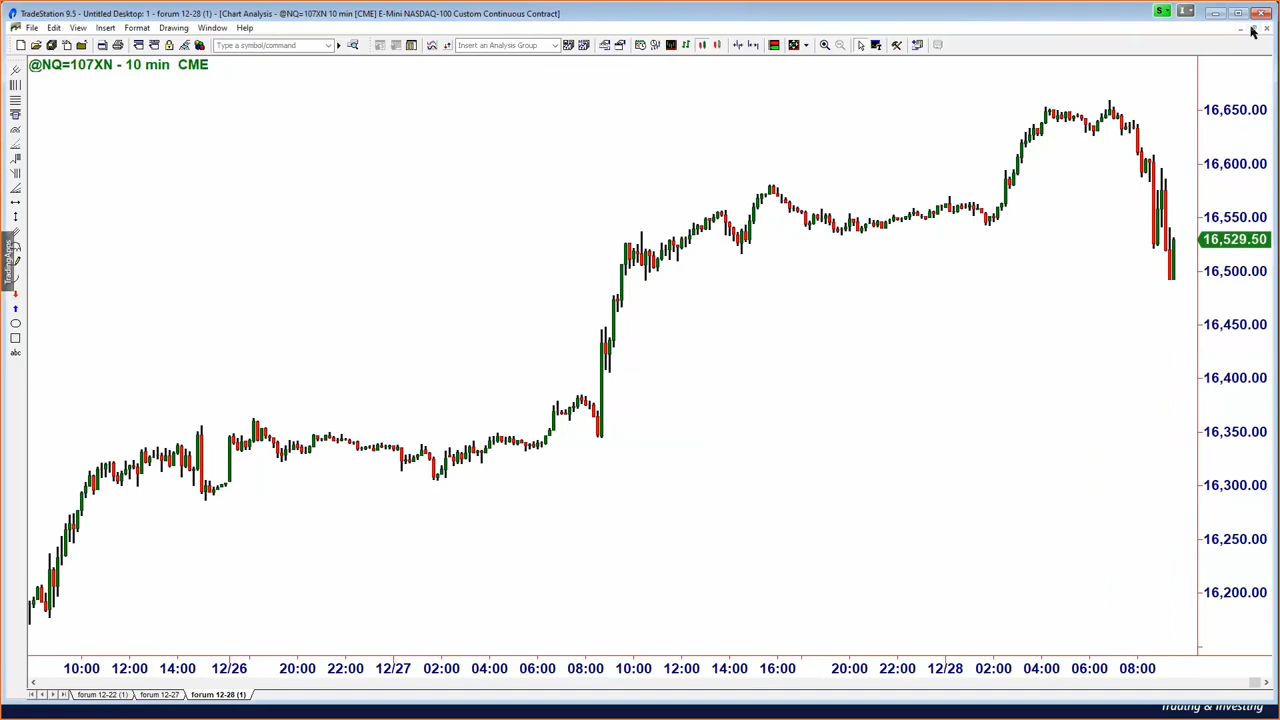 TradeStation 9.5 - Untitled Desktop: 1 - forum 12-28 (1) - [Chart Analysis - @NQ=107XN 10 min [CME] E-Mini NASDAQ-100 Custom Continuous Contract]
S
I
File Edit View Insert Format Drawing Window Help
Type a symbol/command
Insert an Analysis Group
@NQ=107XN - 10 min CME
16,650.00
16,600.00
16,550.00
16,529.50
16,500.00
16,450.00
16,400.00
16,350.00
16,300.00
16,250.00
16,200.00
TradingApps
abc
10:00 12:00 14:00 12/26 20:00 22:00 12/27 02:00 04:00 06:00 08:00 10:00 12:00 14:00 16:00 20:00 22:00 12/28 02:00 04:00 06:00 08:00
forum 12-22 (1) forum 12-27 forum 12-28 (1)
Trading & Investing